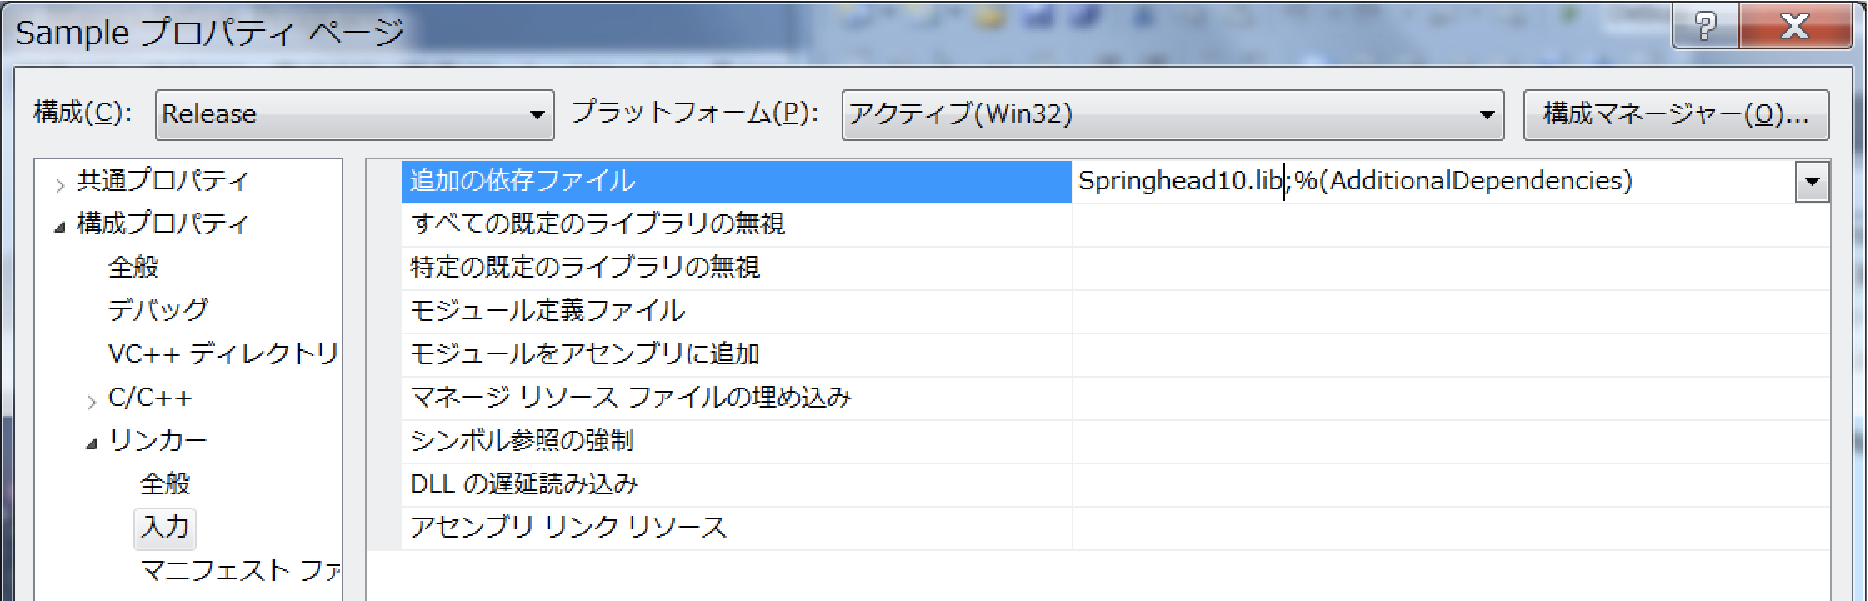 Sample プロパティ ページ
構成(C): Release プラットフォーム(P): アクティブ(Win32) 構成マネージャー(O)...
共通プロパティ
構成プロパティ
全般
デバッグ
VC++ ディレクトリ
C/C++
リンカー
全般
入力
マニフェスト ファ
追加の依存ファイル Springhead10.lib;%(AdditionalDependencies)
すべての既定のライブラリの無視
特定の既定のライブラリの無視
モジュール定義ファイル
モジュールをアセンブリに追加
マネージ リソース ファイルの埋め込み
シンボル参照の強制
DLL の遅延読み込み
アセンブリ リンク リソース